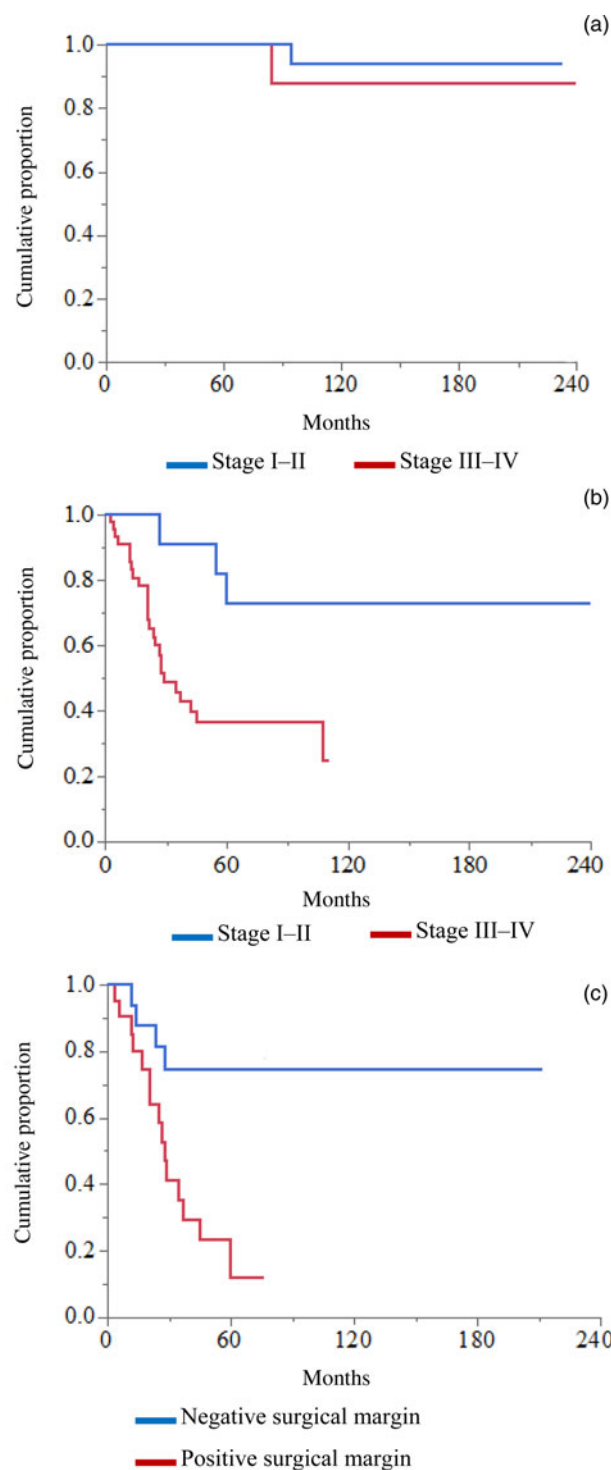 (a)
1.0
0.8
0.6
0.4
0.2
0.0
Cumulative proportion
0 60 120 180 240
Months
Stage I–II Stage III–IV
(b)
1.0
0.8
0.6
0.4
0.2
0.0
Cumulative proportion
0 60 120 180 240
Months
Stage I–II Stage III–IV
(c)
1.0
0.8
0.6
0.4
0.2
0.0
Cumulative proportion
0 60 120 180 240
Months
Negative surgical margin
Positive surgical margin